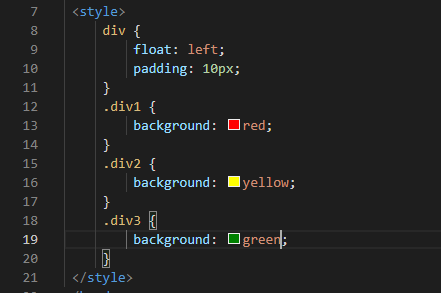 7 <style>
8 div {
9 float: left;
10 padding: 10px;
11 }
12 .div1 {
13 background: red;
14 }
15 .div2 {
16 background: yellow;
17 }
18 .div3 {
19 background: green;
20 }
21 </style>